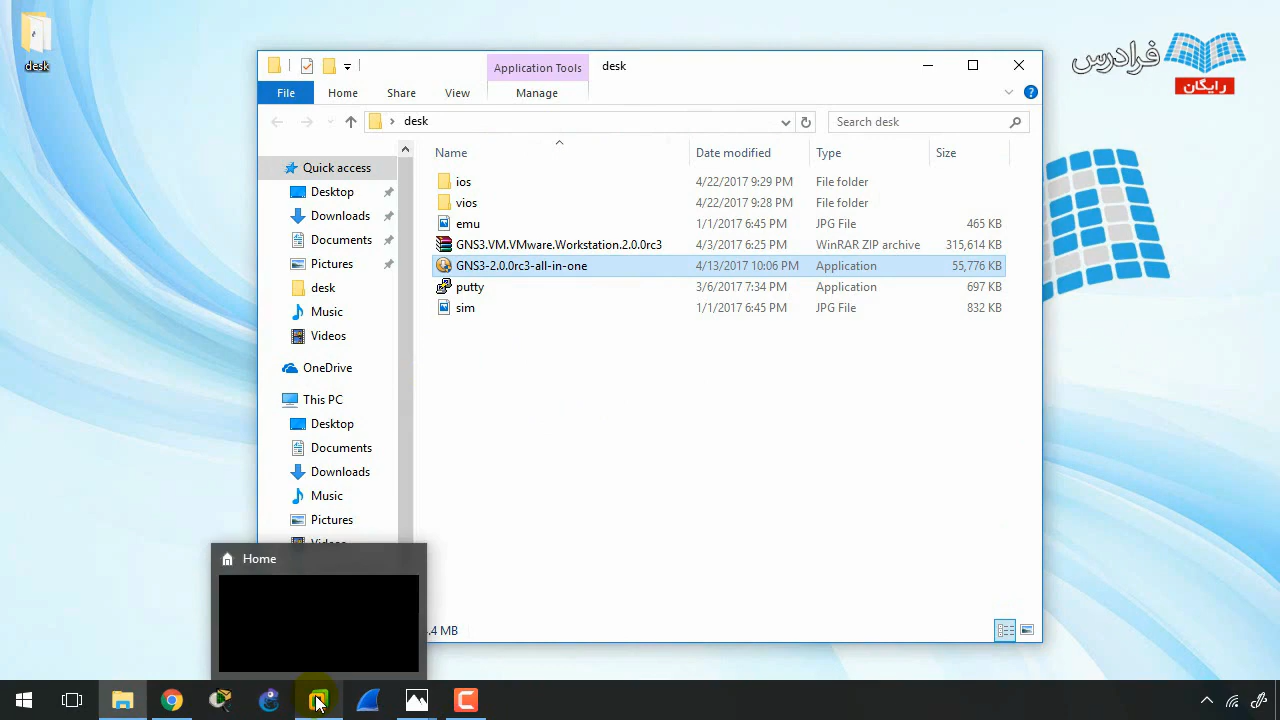 desk
Application Tools
desk
فرادرس
رایگان
File
Home
Share
View
Manage
desk
Search desk
Name
Date modified
Type
Size
Quick access
Desktop
Downloads
Documents
Pictures
desk
Music
Videos
OneDrive
This PC
Desktop
Documents
Downloads
Music
Pictures
ios 4/22/2017 9:29 PM File folder
vios 4/22/2017 9:28 PM File folder
emu 1/1/2017 6:45 PM JPG File 465 KB
GNS3.VM.VMware.Workstation.2.0.0rc3 4/3/2017 6:25 PM WinRAR ZIP archive 315,614 KB
GNS3-2.0.0rc3-all-in-one 4/13/2017 10:06 PM Application 55,776 KB
putty 3/6/2017 7:34 PM Application 697 KB
sim 1/1/2017 6:45 PM JPG File 832 KB
Home
.4 MB